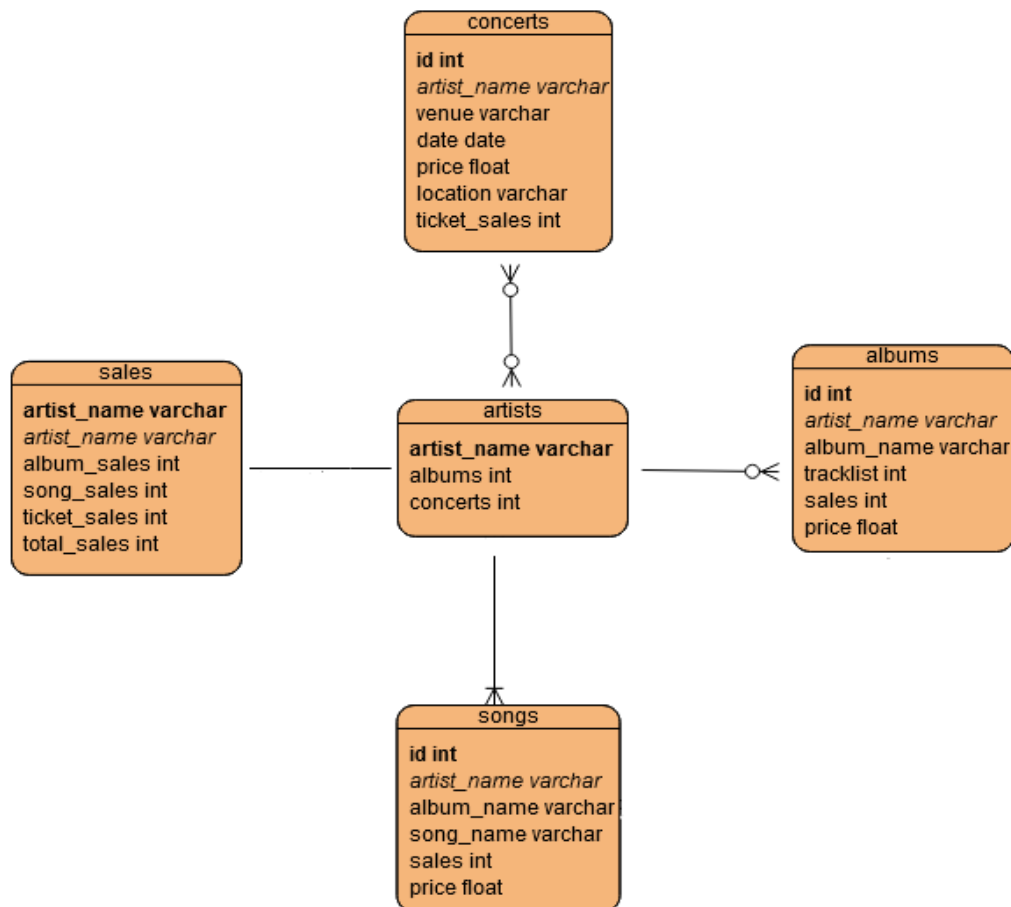 concerts
id int
artist_name varchar
venue varchar
date date
price float
location varchar
ticket_sales int
sales
artist_name varchar
artist_name varchar
album_sales int
song_sales int
ticket_sales int
total_sales int
artists
artist_name varchar
albums int
concerts int
albums
id int
artist_name varchar
album_name varchar
tracklist int
sales int
price float
songs
id int
artist_name varchar
album_name varchar
song_name varchar
sales int
price float